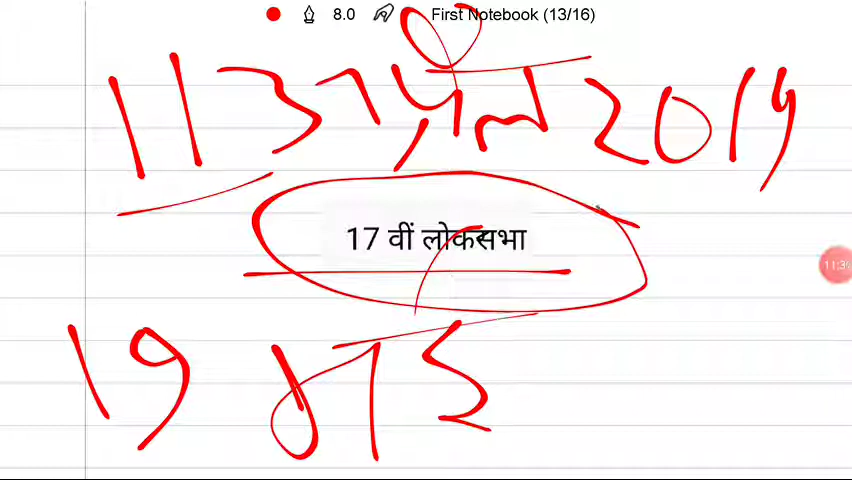 8.0 First Notebook (13/16)
11 अप्रैल 2019
17 वीं लोकसभा
19 मई